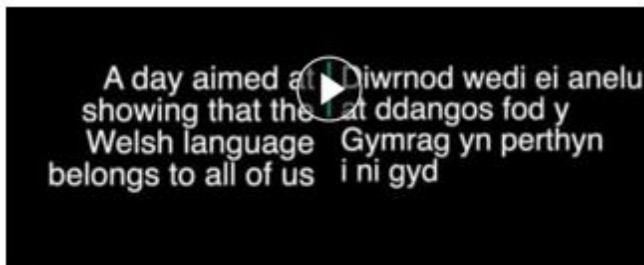 A day aimed at
showing that the
Welsh language
belongs to all of us
Diwrnod wedi ei anelu
at ddangos fod y
Gymrag yn perthyn
i ni gyd